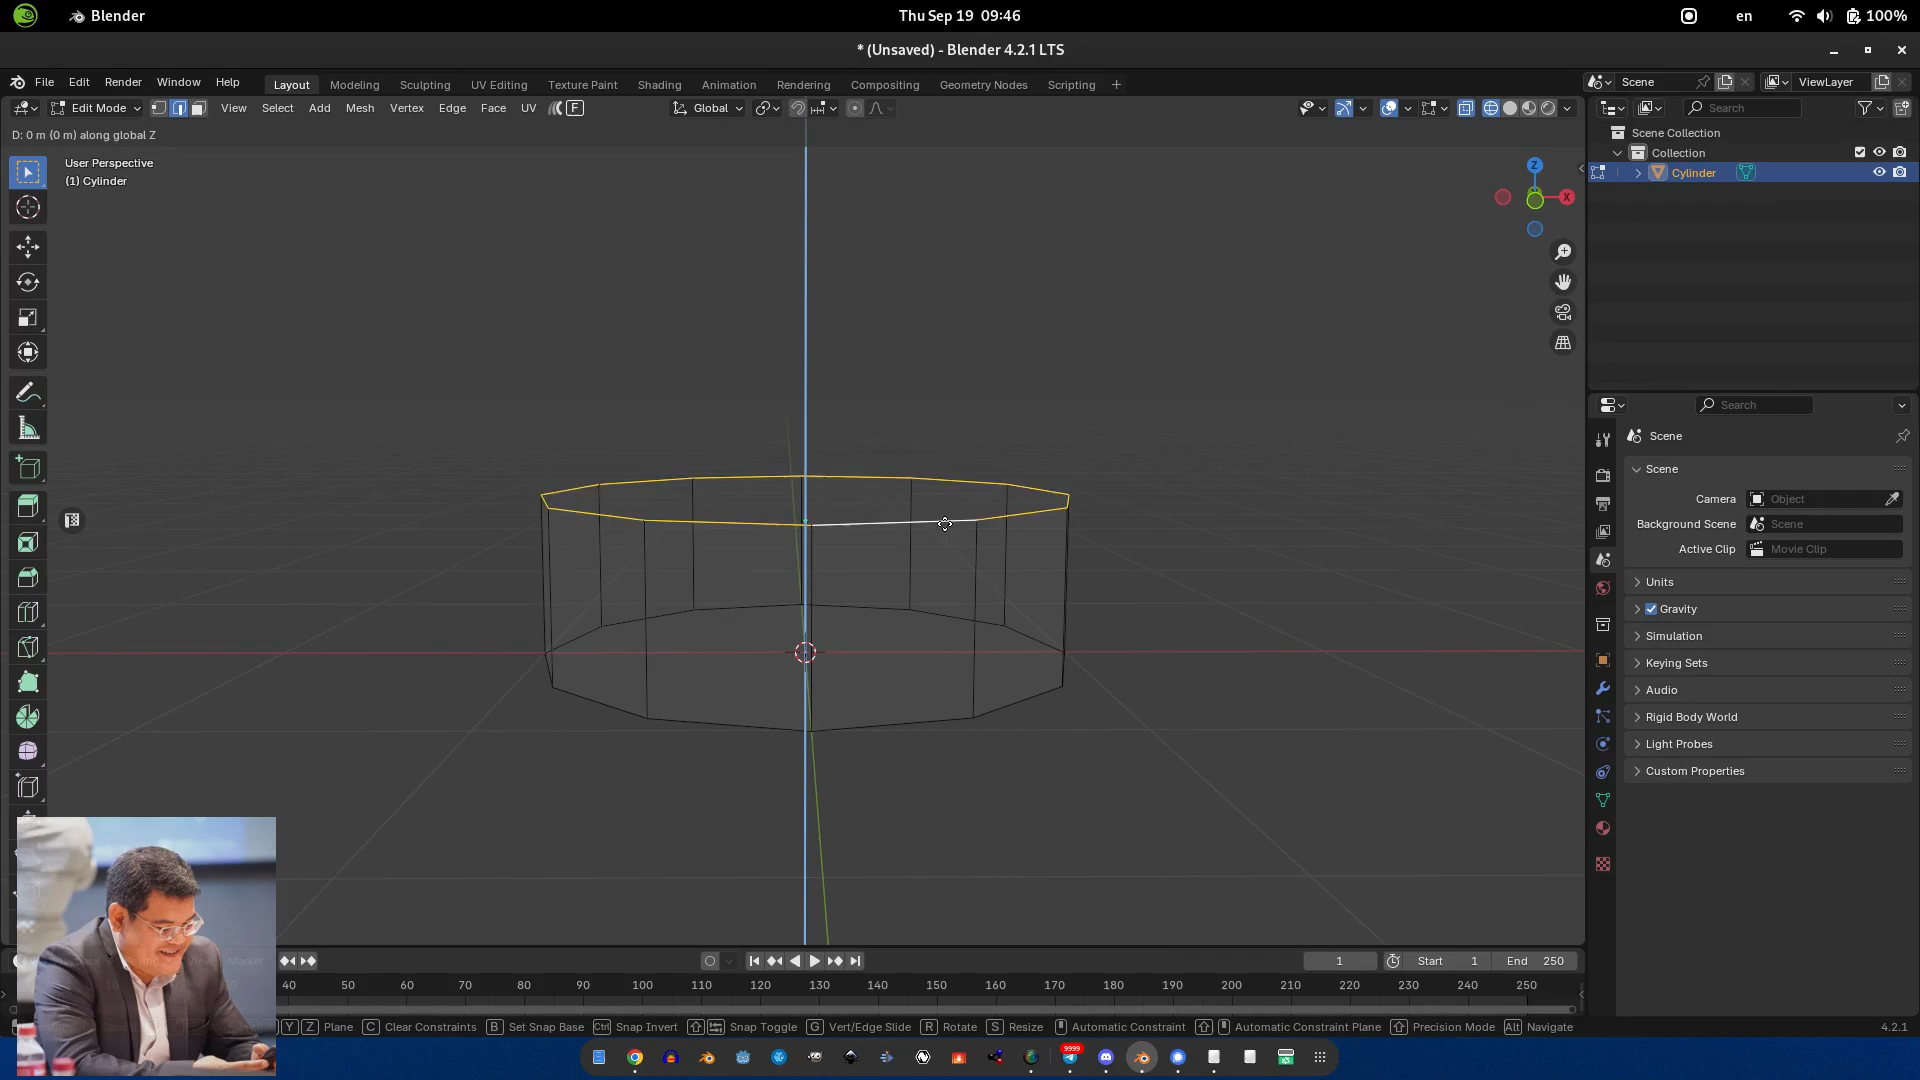 Blender
Thu Sep 19 09:46
en
100%
* (Unsaved) - Blender 4.2.1 LTS
File Edit Render Window Help
Layout Modeling Sculpting UV Editing Texture Paint Shading Animation Rendering Compositing Geometry Nodes Scripting +
Scene
ViewLayer
Edit Mode
View Select Add Mesh Vertex Edge Face UV
F
Global
Search
D: 0 m (0 m) along global Z
Scene Collection
Collection
Cylinder
User Perspective
(1) Cylinder
Z
X
Search
Scene
Scene
Camera
Object
Background Scene
Scene
Active Clip
Movie Clip
Units
Gravity
Simulation
Keying Sets
Audio
Rigid Body World
Light Probes
Custom Properties
Marker
1
Start 1
End 250
40 50 60 70 80 90 100 110 120 130 140 150 160 170 180 190 200 210 220 230 240 250
Y Z Plane C Clear Constraints B Set Snap Base Ctrl Snap Invert Snap Toggle G Vert/Edge Slide R Rotate S Resize Automatic Constraint Automatic Constraint Plane Precision Mode Alt Navigate
4.2.1
9999